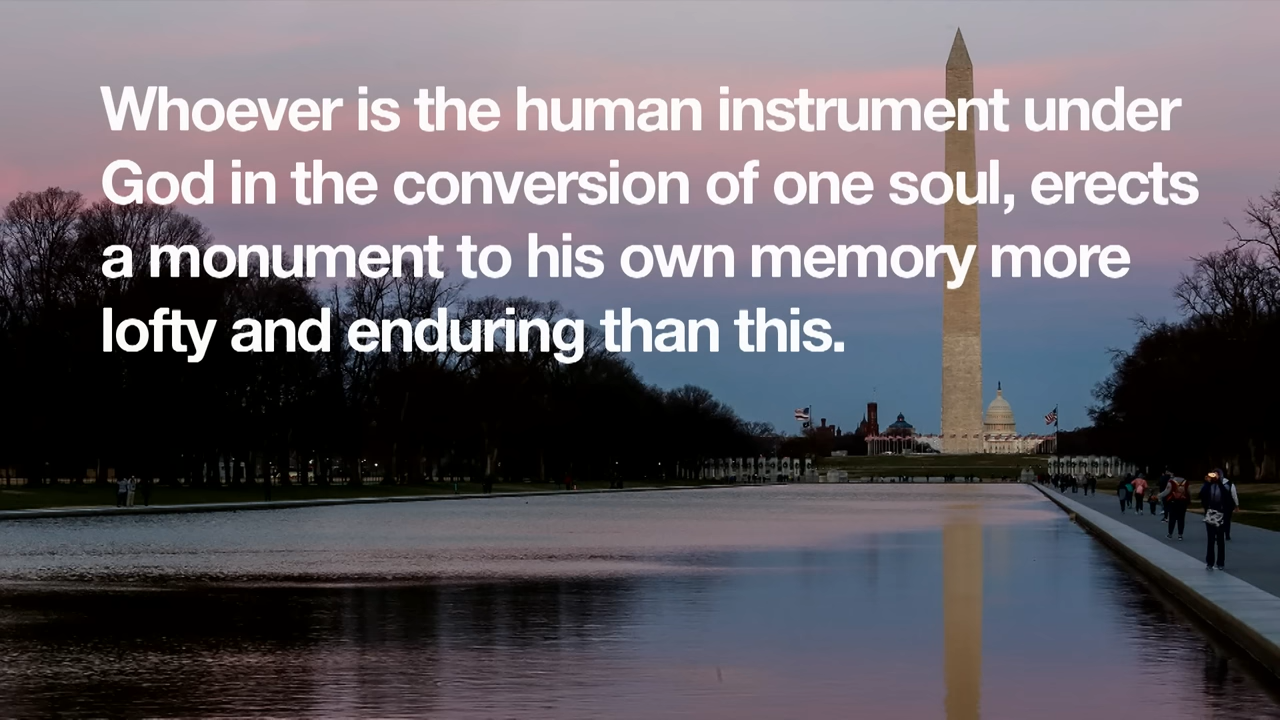 Whoever is the human instrument under
God in the conversion of one soul, erects
a monument to his own memory more
lofty and enduring than this.